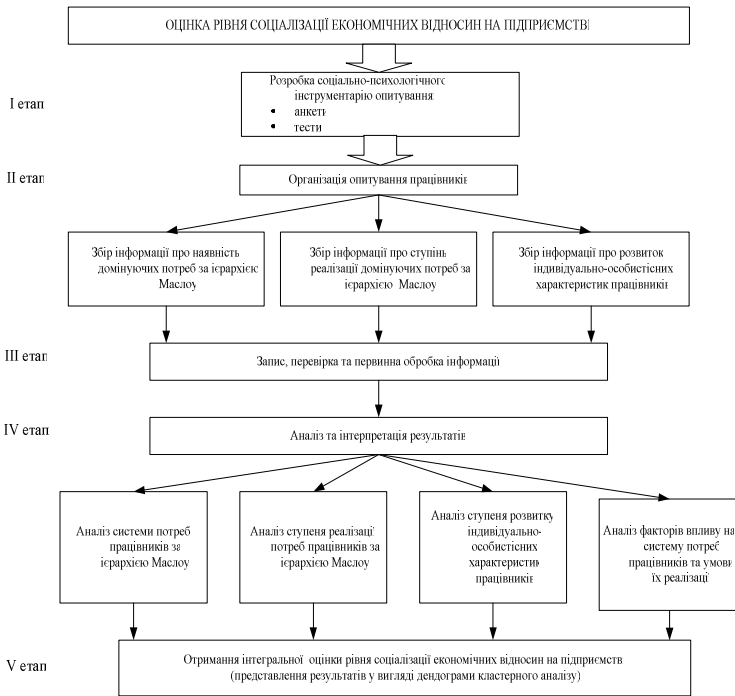 ОЦІНКА РІВНЯ СОЦІАЛІЗАЦІЇ ЕКОНОМІЧНИХ ВІДНОСИН НА ПІДПРИЄМСТВІ
І етап
Розробка соціально-психологічного
інструментарію опитування
• анкети
• тести
ІІ етап
Організація опитування працівників
Збір інформації про наявність
домінуючих потреб за ієрархією
Маслоу
Збір інформації про ступінь
реалізації домінуючих потреб за
ієрархією Маслоу
Збір інформації про розвиток
індивідуально-особистісних
характеристик працівників
ІІІ етап
Запис, перевірка та первинна обробка інформації
IV етап
Аналіз та інтерпретація результатів
Аналіз системи потреб
працівників за
ієрархією Маслоу
Аналіз ступеня реалізації
потреб працівників за
ієрархією Маслоу
Аналіз ступеня розвитку
індивідуально-
особистісних
характеристик
працівників
Аналіз факторів впливу на
систему потреб
працівників та умови
їх реалізації
V етап
Отримання інтегральної оцінки рівня соціалізації економічних відносин на підприємств
(представлення результатів у вигляді дендограми кластерного аналізу)